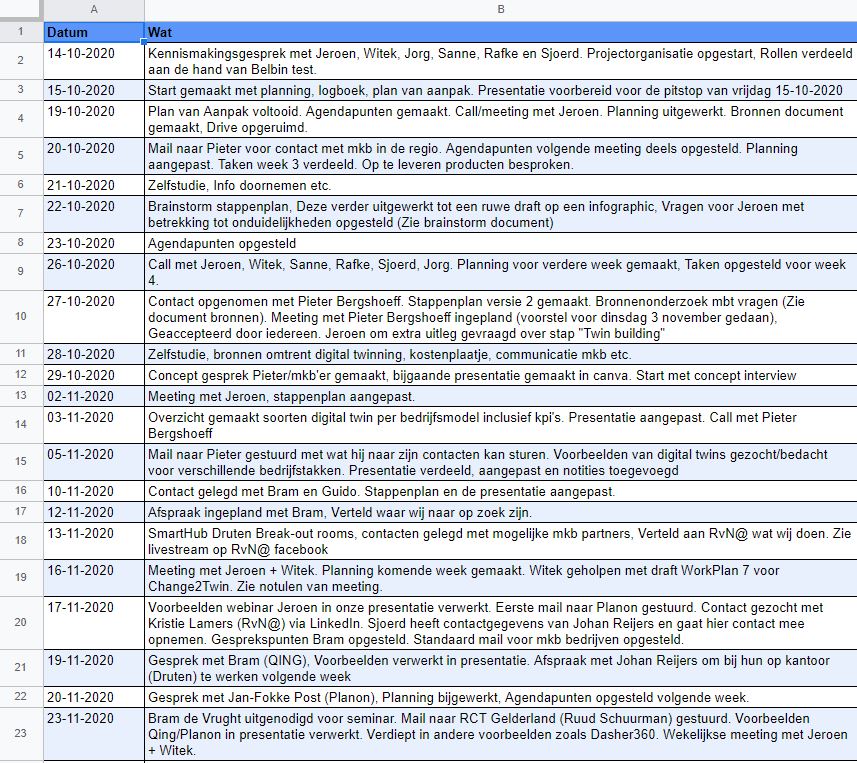 A B
1 Datum Wat
2 14-10-2020 Kennismakingsgesprek met Jeroen, Witek, Jorg, Sanne, Rafke en Sjoerd. Projectorganisatie opgestart, Rollen verdeeld
aan de hand van Belbin test.
3 15-10-2020 Start gemaakt met planning, logboek, plan van aanpak. Presentatie voorbereid voor de pitstop van vrijdag 15-10-2020
4 19-10-2020 Plan van Aanpak voltooid. Agendapunten gemaakt. Call/meeting met Jeroen. Planning uitgewerkt. Bronnen document
gemaakt, Drive opgeruimd.
5 20-10-2020 Mail naar Pieter voor contact met mkb in de regio. Agendapunten volgende meeting deels opgesteld. Planning
aangepast. Taken week 3 verdeeld. Op te leveren producten besproken.
6 21-10-2020 Zelfstudie, Info doornemen etc.
7 22-10-2020 Brainstorm stappenplan, Deze verder uitgewerkt tot een ruwe draft op een infographic, Vragen voor Jeroen met
betrekking tot onduidelijkheden opgesteld (Zie brainstorm document)
8 23-10-2020 Agendapunten opgesteld
9 26-10-2020 Call met Jeroen, Witek, Sanne, Rafke, Sjoerd, Jorg. Planning voor verdere week gemaakt, Taken opgesteld voor week
4.
10 27-10-2020 Contact opgenomen met Pieter Bergshoeff. Stappenplan versie 2 gemaakt. Bronnenonderzoek mbt vragen (Zie
document bronnen). Meeting met Pieter Bergshoeff ingepland (voorstel voor dinsdag 3 november gedaan),
Geaccepteerd door iedereen. Jeroen om extra uitleg gevraagd over stap "Twin building"
11 28-10-2020 Zelfstudie, bronnen omtrent digital twinning, kostenplaatje, communicatie mkb etc.
12 29-10-2020 Concept gesprek Pieter/mkb'er gemaakt, bijgaande presentatie gemaakt in canva. Start met concept interview
13 02-11-2020 Meeting met Jeroen, stappenplan aangepast.
14 03-11-2020 Overzicht gemaakt soorten digital twin per bedrijfsmodel inclusief kpi's. Presentatie aangepast. Call met Pieter
Bergshoeff
15 05-11-2020 Mail naar Pieter gestuurd met wat hij naar zijn contacten kan sturen. Voorbeelden van digital twins gezocht/bedacht
voor verschillende bedrijfstakken. Presentatie verdeeld, aangepast en notities toegevoegd
16 10-11-2020 Contact gelegd met Bram en Guido. Stappenplan en de presentatie aangepast.
17 12-11-2020 Afspraak ingepland met Bram, Verteld waar wij naar op zoek zijn.
18 13-11-2020 SmartHub Druten Break-out rooms, contacten gelegd met mogelijke mkb partners, Verteld aan RvN@ wat wij doen. Zie
livestream op RvN@ facebook
19 16-11-2020 Meeting met Jeroen + Witek. Planning komende week gemaakt. Witek geholpen met draft WorkPlan 7 voor
Change2Twin. Zie notulen van meeting.
20 17-11-2020 Voorbeelden webinar Jeroen in onze presentatie verwerkt. Eerste mail naar Planon gestuurd. Contact gezocht met
Kristie Lamers (RvN@) via LinkedIn. Sjoerd heeft contactgegevens van Johan Reijers en gaat hier contact mee
opnemen. Gesprekspunten Bram opgesteld. Standaard mail voor mkb bedrijven opgesteld.
21 19-11-2020 Gesprek met Bram (QING), Voorbeelden verwerkt in presentatie. Afspraak met Johan Reijers om bij hun op kantoor
(Druten) te werken volgende week
22 20-11-2020 Gesprek met Jan-Fokke Post (Planon), Planning bijgewerkt, Agendapunten opgesteld volgende week.
23 23-11-2020 Bram de Vrught uitgenodigd voor seminar. Mail naar RCT Gelderland (Ruud Schuurman) gestuurd. Voorbeelden
Qing/Planon in presentatie verwerkt. Verdiept in andere voorbeelden zoals Dasher360. Wekelijkse meeting met Jeroen
+ Witek.